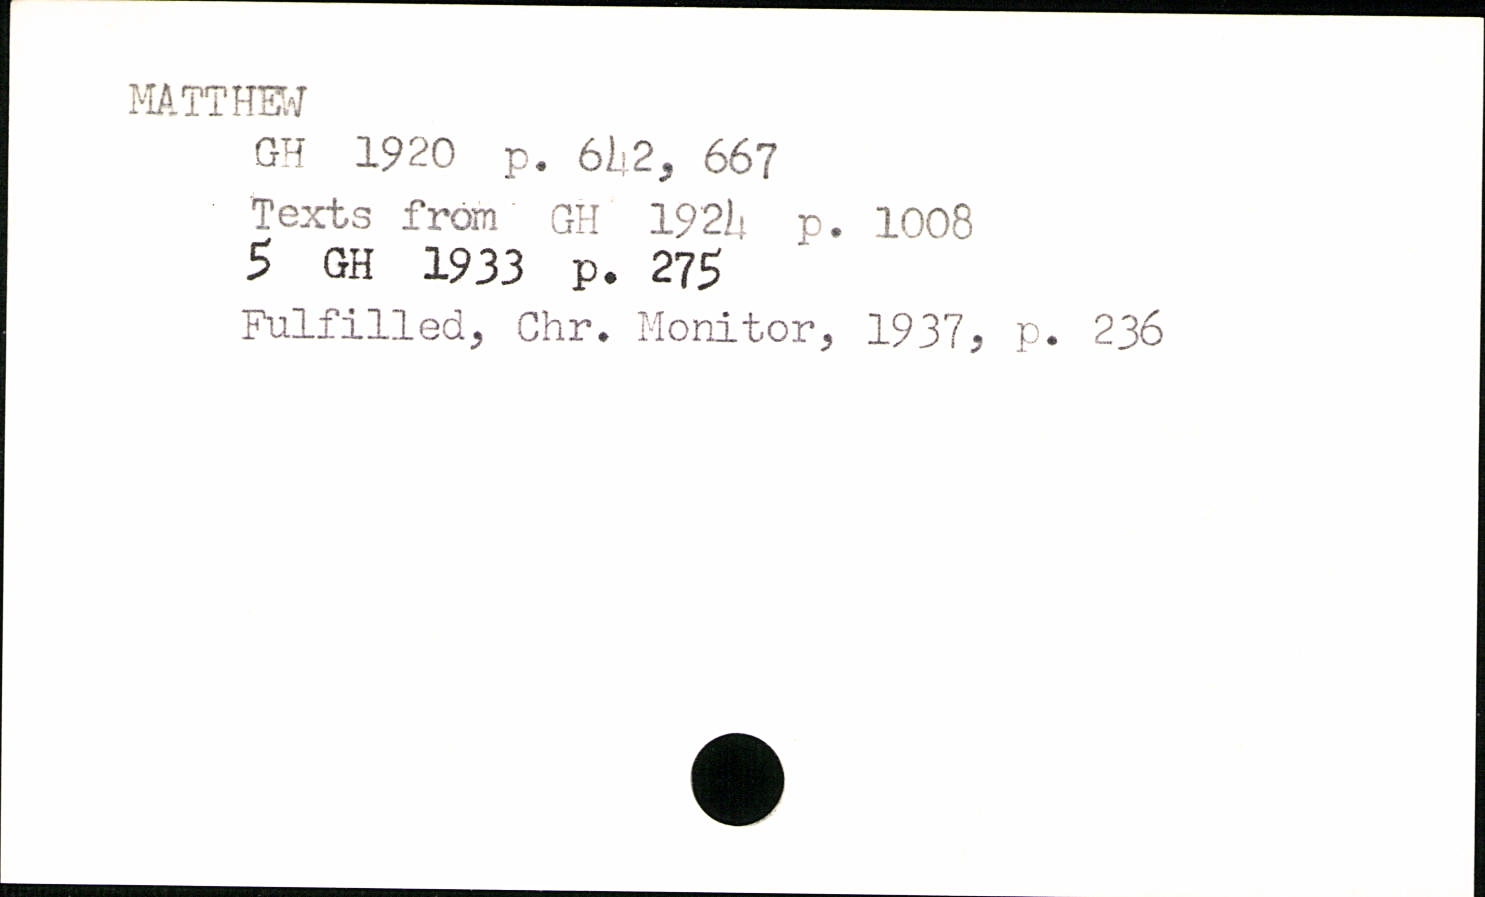 MATTHEW
GH 1920 p. 642, 667
Texts from GH 1924 p. 1008
5 GH 1933 p. 275
Fulfilled, Chr. Monitor, 1937, p. 236